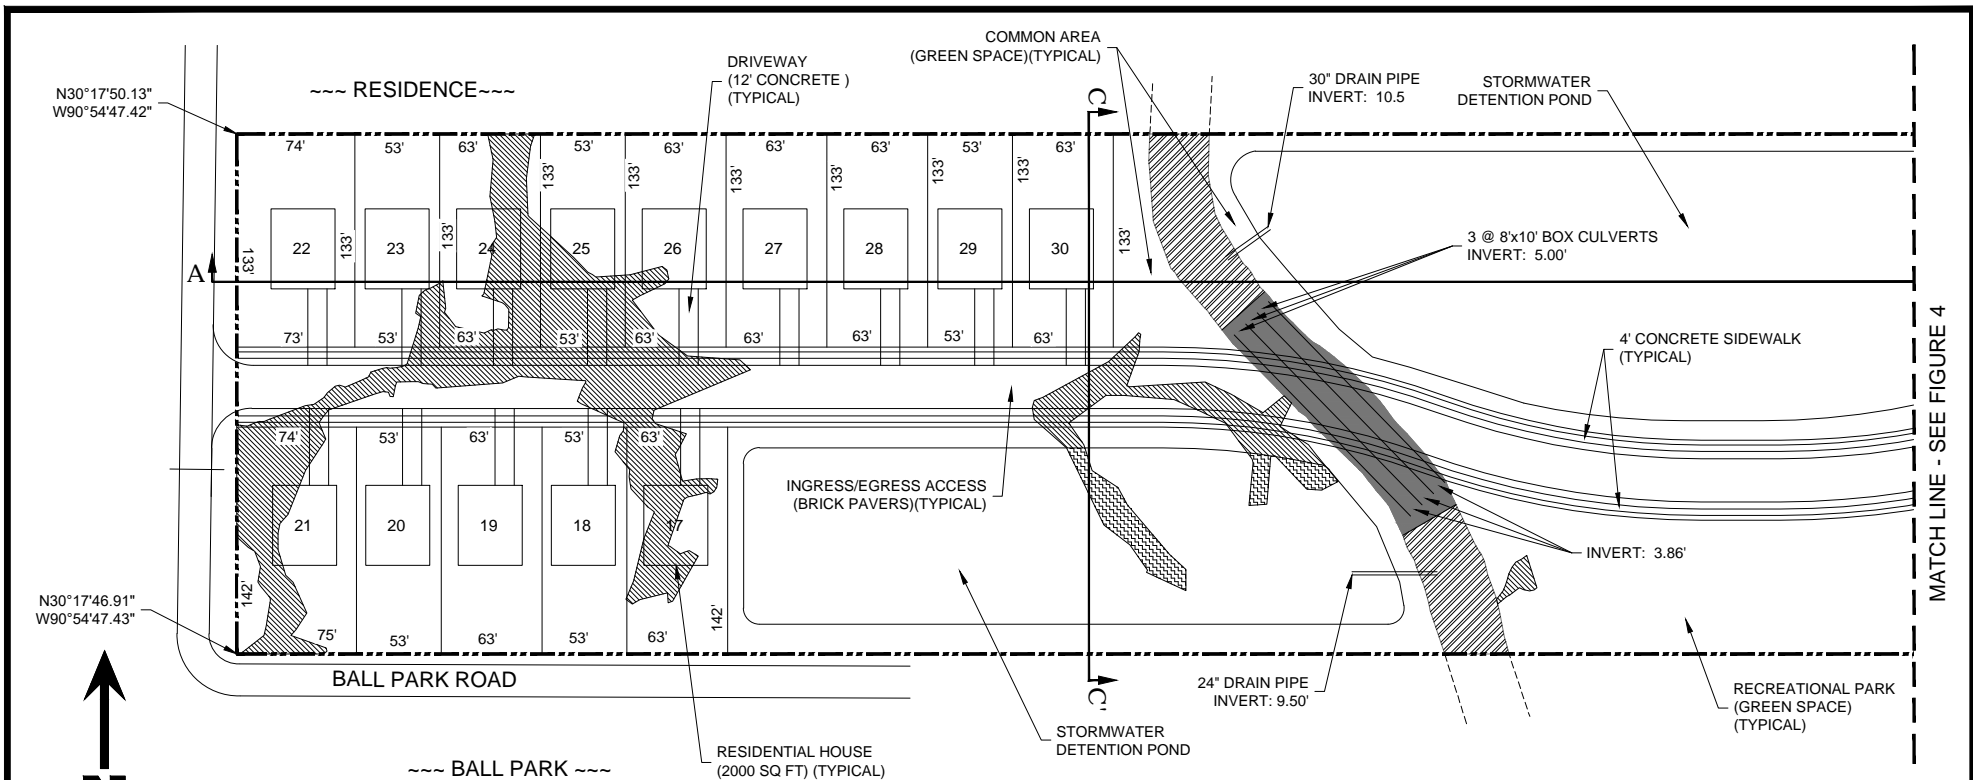 COMMON AREA
(GREEN SPACE)(TYPICAL)
DRIVEWAY
(12' CONCRETE )
(TYPICAL)
30" DRAIN PIPE
INVERT: 10.5
STORMWATER
DETENTION POND
N30°17'50.13"
W90°54'47.42"
~~~ RESIDENCE~~~
C
74'
53'
63'
53'
63'
63'
63'
53'
63'
133'
133'
133'
133'
133'
133'
133'
133'
133'
133'
22
23
24
25
26
27
28
29
30
3 @ 8'x10' BOX CULVERTS
INVERT: 5.00'
A
73'
53'
63'
53'
63'
63'
63'
53'
63'
4' CONCRETE SIDEWALK
(TYPICAL)
MATCH LINE - SEE FIGURE 4
74'
53'
63'
53'
63'
INGRESS/EGRESS ACCESS
(BRICK PAVERS)(TYPICAL)
21
20
19
18
17
INVERT: 3.86'
142'
142'
N30°17'46.91"
W90°54'47.43"
75'
53'
63'
53'
63'
BALL PARK ROAD
24" DRAIN PIPE
INVERT: 9.50'
C'
RECREATIONAL PARK
(GREEN SPACE)
(TYPICAL)
STORMWATER
DETENTION POND
RESIDENTIAL HOUSE
(2000 SQ FT) (TYPICAL)
~~~ BALL PARK ~~~
N